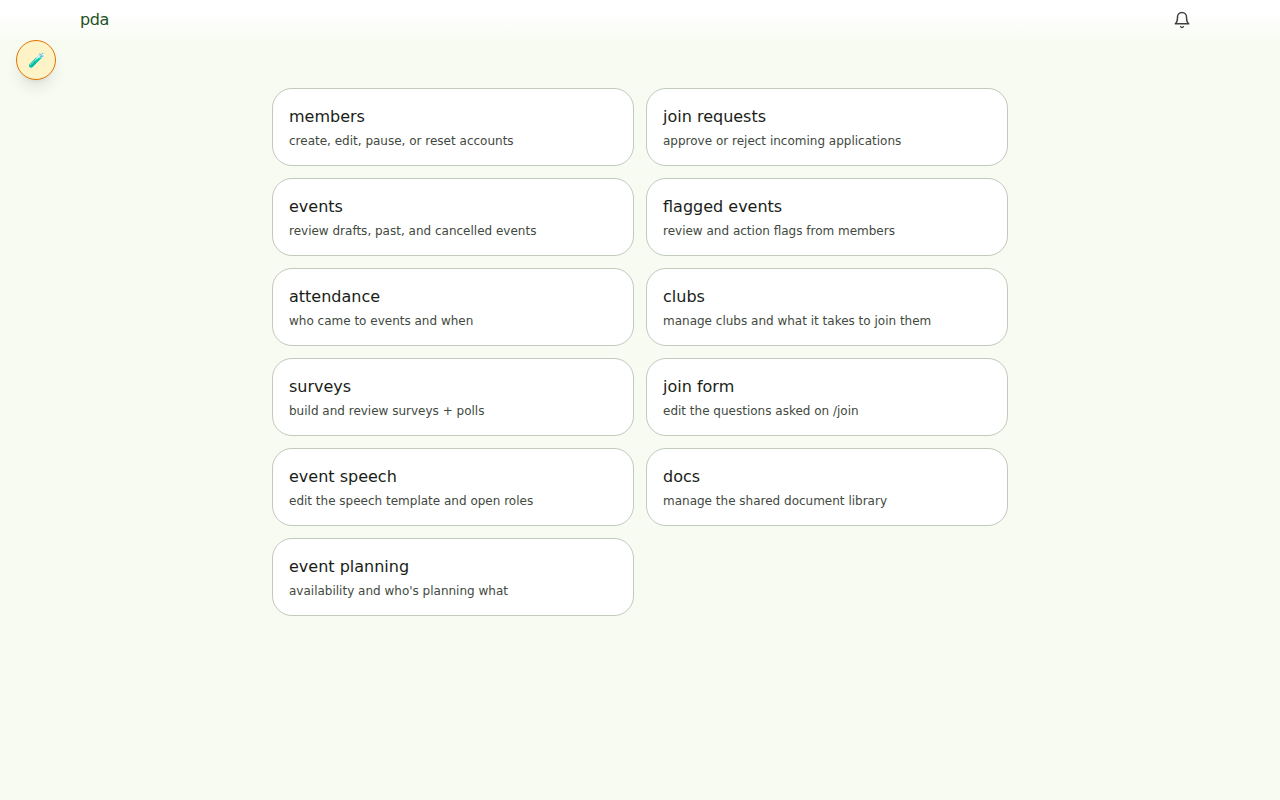 pda
members
create, edit, pause, or reset accounts
join requests
approve or reject incoming applications
events
review drafts, past, and cancelled events
flagged events
review and action flags from members
attendance
who came to events and when
clubs
manage clubs and what it takes to join them
surveys
build and review surveys + polls
join form
edit the questions asked on /join
event speech
edit the speech template and open roles
docs
manage the shared document library
event planning
availability and who's planning what